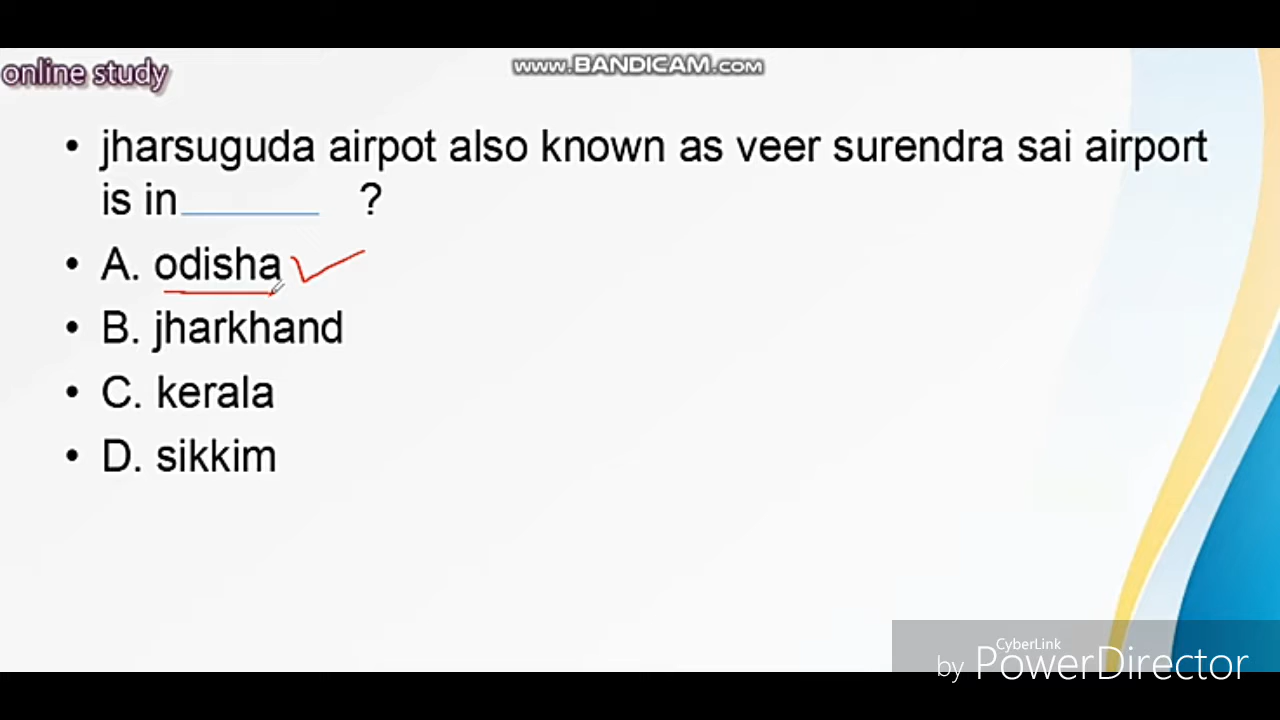 www.BANDICAM.com
online study
• jharsuguda airpot also known as veer surendra sai airport
is in_______ ?
• A. odisha
• B. jharkhand
• C. kerala
• D. sikkim
CyberLink
by PowerDirector